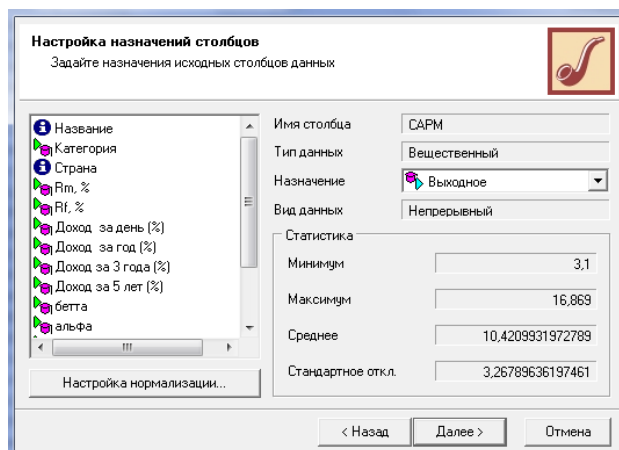 Настройка назначений столбцов
Задайте назначения исходных столбцов данных
Название
Категория
Страна
Rm, %
Rf, %
Доход за день (%)
Доход за год (%)
Доход за 3 года (%)
Доход за 5 лет (%)
бетта
альфа
Настройка нормализации...
Имя столбца CAPM
Тип данных Вещественный
Назначение Выходное
Вид данных Непрерывный
Статистика
Минимум 3,1
Максимум 16,869
Среднее 10,4209931972789
Стандартное откл. 3,26789636197461
< Назад Далее > Отмена